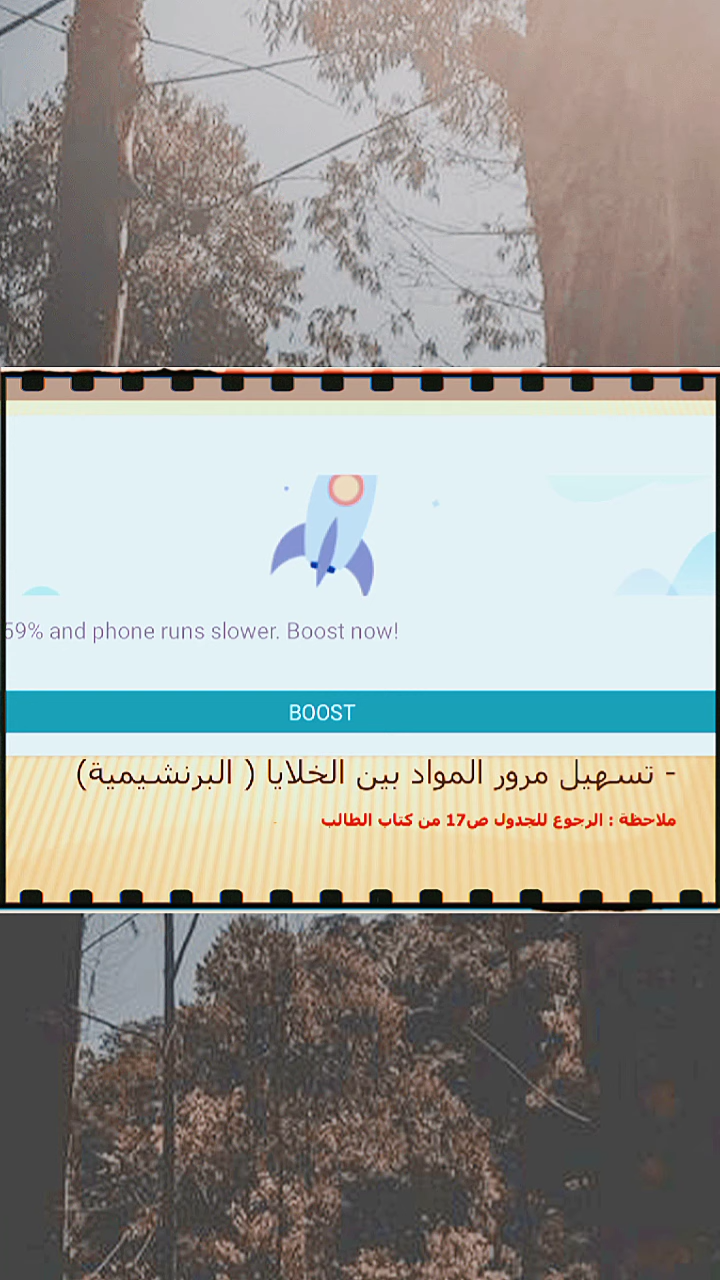 59% and phone runs slower. Boost now!
BOOST
- تسهيل مرور المواد بين الخلايا ( البرنشيمية)
ملاحظة : الرجوع للجدول ص17 من كتاب الطالب